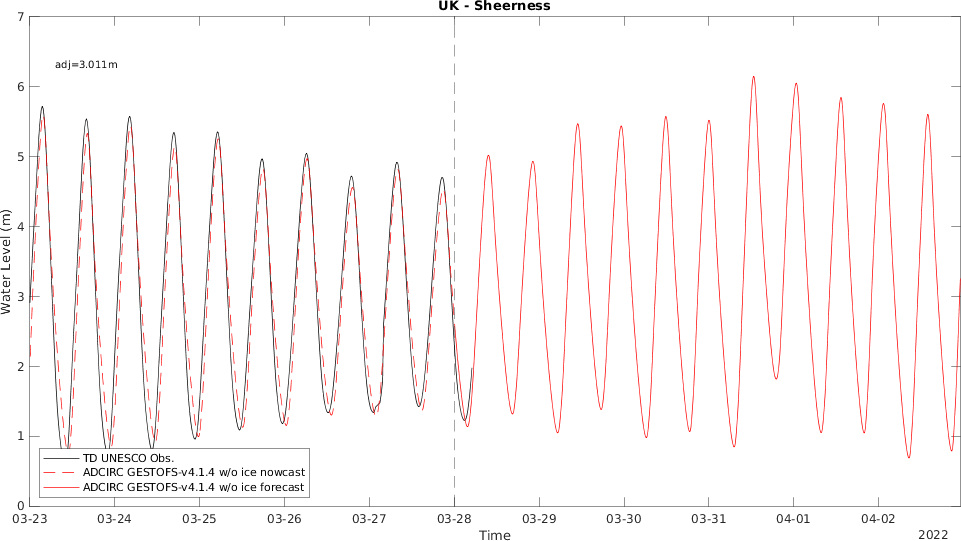 UK - Sheerness
7
adj=3.011m
6
5
4
3
2
1
0
Water Level (m)
TD UNESCO Obs.
ADCIRC GESTOFS-v4.1.4 w/o ice nowcast
ADCIRC GESTOFS-v4.1.4 w/o ice forecast
03-23 03-24 03-25 03-26 03-27 03-28 03-29 03-30 03-31 04-01 04-02
Time
2022